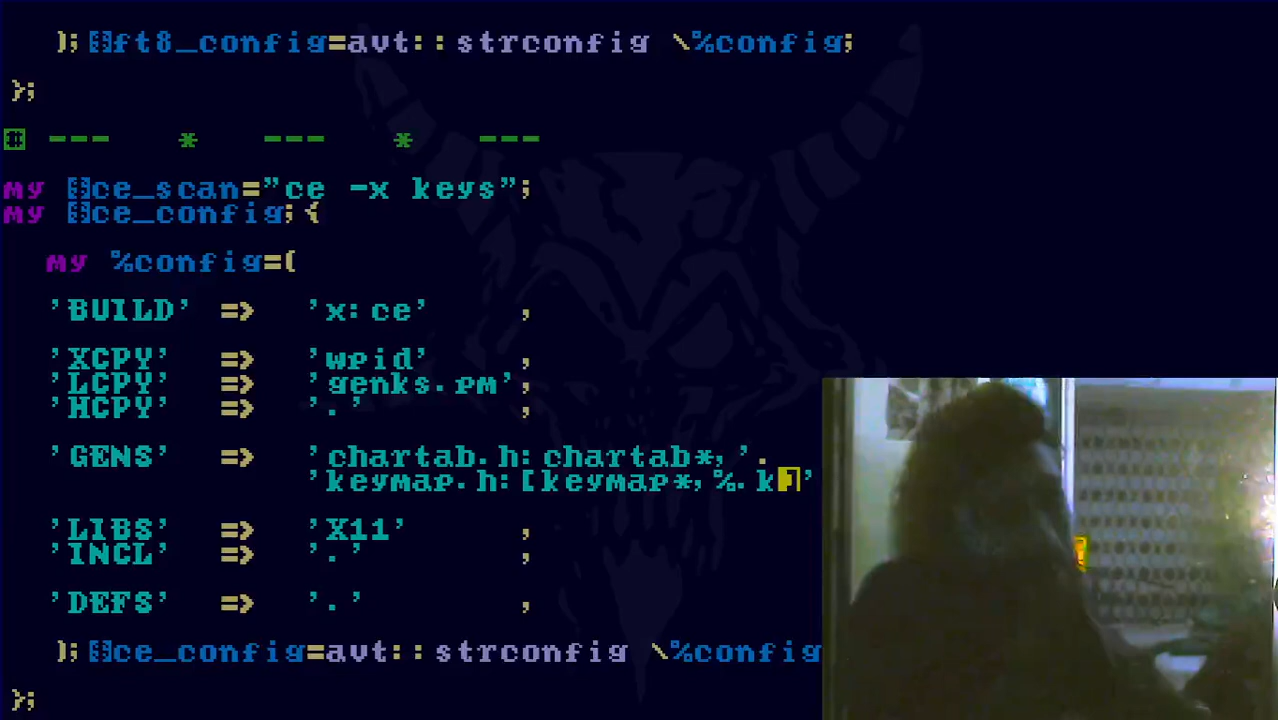 );$ft8_config=avt::strconfig \%config;
};
# ---   *   ---   *   ---
my $ce_scan="ce -x keys";
my $ce_config;{
my %config=(
'BUILD' => 'x:ce' ,
'XCPY' => 'wpid' ,
'LCPY' => 'genks.pm',
'HCPY' => '.' ,
'GENS' => 'chartab.h:chartab*,'.
'keymap.h:[keymap*,%.k]'
'LIBS' => 'X11' ,
'INCL' => '.' ,
'DEFS' => '.' ,
);$ce_config=avt::strconfig \%config
};